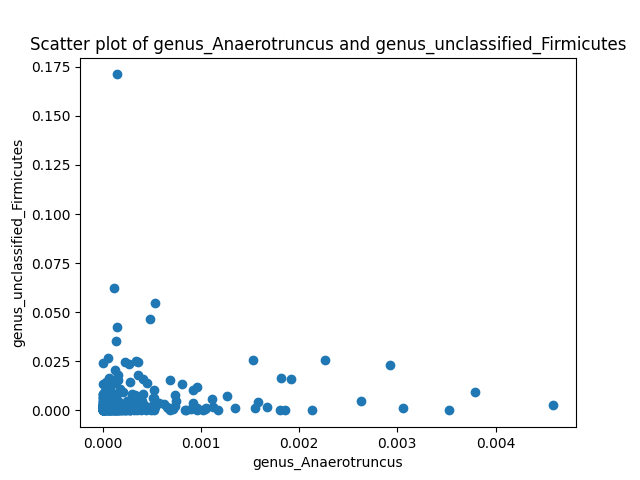 Scatter plot of genus_Anaerotruncus and genus_unclassified_Firmicutes
0.175
0.150
0.125
0.100
0.075
0.050
0.025
0.000
genus_unclassified_Firmicutes
0.000 0.001 0.002 0.003 0.004
genus_Anaerotruncus